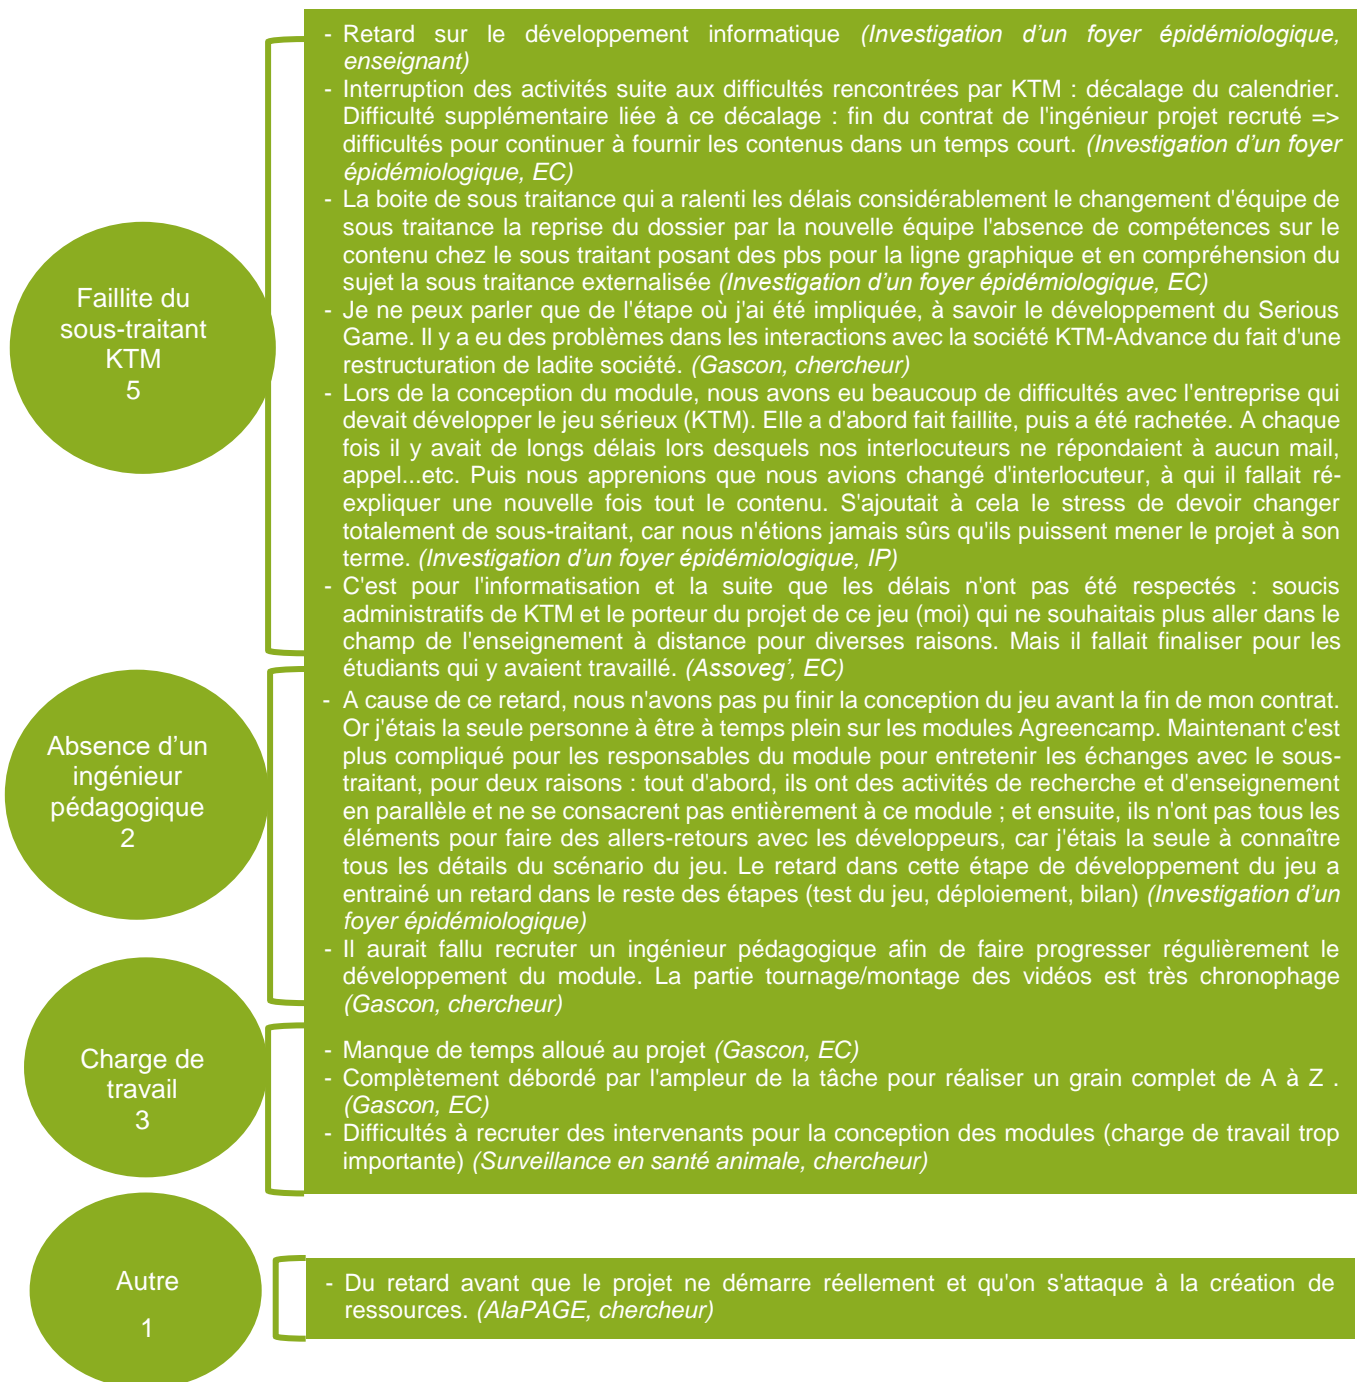 Faillite du
sous-traitant
KTM
5
- Retard sur le développement informatique (Investigation d'un foyer épidémiologique,
enseignant)
- Interruption des activités suite aux difficultés rencontrées par KTM : décalage du calendrier.
Difficulté supplémentaire liée à ce décalage : fin du contrat de l'ingénieur projet recruté =>
difficultés pour continuer à fournir les contenus dans un temps court. (Investigation d'un foyer
épidémiologique, EC)
- La boite de sous traitance qui a ralenti les délais considérablement le changement d'équipe de
sous traitance la reprise du dossier par la nouvelle équipe l'absence de compétences sur le
contenu chez le sous traitant posant des pbs pour la ligne graphique et en compréhension du
sujet la sous traitance externalisée (Investigation d'un foyer épidémiologique, EC)
- Je ne peux parler que de l'étape où j'ai été impliquée, à savoir le développement du Serious
Game. Il y a eu des problèmes dans les interactions avec la société KTM-Advance du fait d'une
restructuration de ladite société. (Gascon, chercheur)
- Lors de la conception du module, nous avons eu beaucoup de difficultés avec l'entreprise qui
devait développer le jeu sérieux (KTM). Elle a d'abord fait faillite, puis a été rachetée. A chaque
fois il y avait de longs délais lors desquels nos interlocuteurs ne répondaient à aucun mail,
appel...etc. Puis nous apprenions que nous avions changé d'interlocuteur, à qui il fallait ré-
expliquer une nouvelle fois tout le contenu. S'ajoutait à cela le stress de devoir changer
totalement de sous-traitant, car nous n'étions jamais sûrs qu'ils puissent mener le projet à son
terme. (Investigation d'un foyer épidémiologique, IP)
- C'est pour l'informatisation et la suite que les délais n'ont pas été respectés : soucis
administratifs de KTM et le porteur du projet de ce jeu (moi) qui ne souhaitais plus aller dans le
champ de l'enseignement à distance pour diverses raisons. Mais il fallait finaliser pour les
étudiants qui y avaient travaillé. (Assoveg', EC)
Absence d'un
ingénieur
pédagogique
2
- A cause de ce retard, nous n'avons pas pu finir la conception du jeu avant la fin de mon contrat.
Or j'étais la seule personne à être à temps plein sur les modules Agreencamp. Maintenant c'est
plus compliqué pour les responsables du module pour entretenir les échanges avec le sous-
traitant, pour deux raisons : tout d'abord, ils ont des activités de recherche et d'enseignement
en parallèle et ne se consacrent pas entièrement à ce module ; et ensuite, ils n'ont pas tous les
éléments pour faire des allers-retours avec les développeurs, car j'étais la seule à connaître
tous les détails du scénario du jeu. Le retard dans cette étape de développement du jeu a
entrainé un retard dans le reste des étapes (test du jeu, déploiement, bilan) (Investigation d'un
foyer épidémiologique)
- Il aurait fallu recruter un ingénieur pédagogique afin de faire progresser régulièrement le
développement du module. La partie tournage/montage des vidéos est très chronophage
(Gascon, chercheur)
Charge de
travail
3
- Manque de temps alloué au projet (Gascon, EC)
- Complètement débordé par l'ampleur de la tâche pour réaliser un grain complet de A à Z .
(Gascon, EC)
- Difficultés à recruter des intervenants pour la conception des modules (charge de travail trop
importante) (Surveillance en santé animale, chercheur)
Autre
1
- Du retard avant que le projet ne démarre réellement et qu'on s'attaque à la création de
ressources. (AlaPAGE, chercheur)